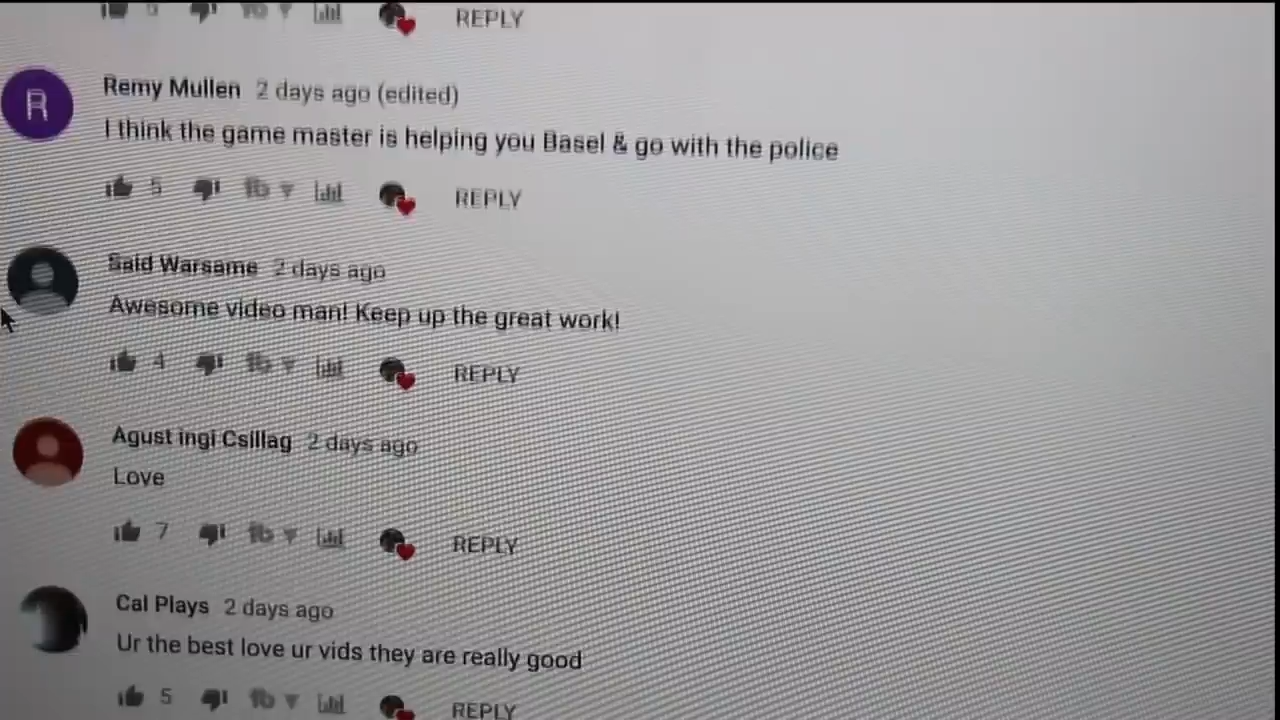 REPLY
R
Remy Mullen 2 days ago (edited)
I think the game master is helping you Basel & go with the police
5 REPLY
Said Warsame 2 days ago
Awesome video man! Keep up the great work!
4 REPLY
Agust ingi Csillag 2 days ago
Love
7 REPLY
Cal Plays 2 days ago
Ur the best love ur vids they are really good
5 REPLY